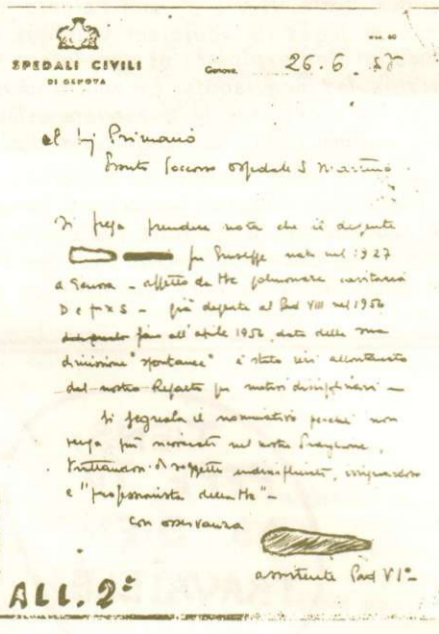 SPEDALI CIVILI
DI GENOVA
Genova 26.6.57
Al Sig Primario
Pronto Soccorso Ospedale S Martino
Si prega prendere nota che il degente
fu Giuseppe nato nel 1927
a Genova - affetto da tbc polmonare cavitaria
D e S - già degente al Pad VIII nel 1956
fino all'aprile 1956, data della sua
dimissione "spontanea" è stato ieri allontanato
dal nostro Reparto per motivi disciplinari -
Si segnala il nominativo perchè non
venga più ricoverato nel nostro Padiglione,
trattandosi di soggetto indisciplinato,
e "professionista della tbc" -
Con osservanza
assistente Pad VI°
ALL. 2°